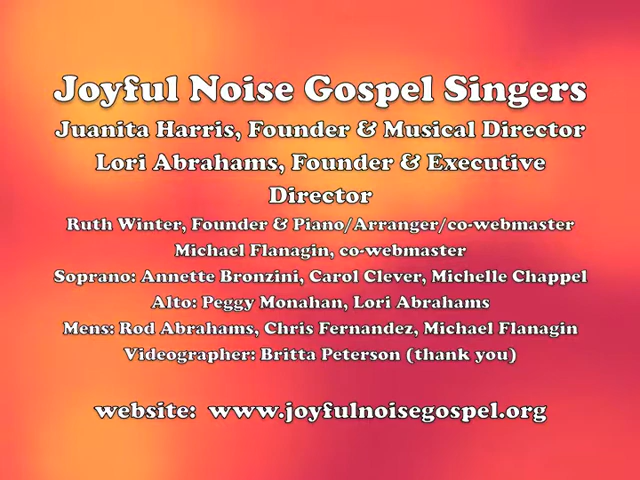 Joyful Noise Gospel Singers
Juanita Harris, Founder & Musical Director
Lori Abrahams, Founder & Executive
Director
Ruth Winter, Founder & Piano/Arranger/co-webmaster
Michael Flanagin, co-webmaster
Soprano: Annette Bronzini, Carol Clever, Michelle Chappel
Alto: Peggy Monahan, Lori Abrahams
Mens: Rod Abrahams, Chris Fernandez, Michael Flanagin
Videographer: Britta Peterson (thank you)
website: www.joyfulnoisegospel.org